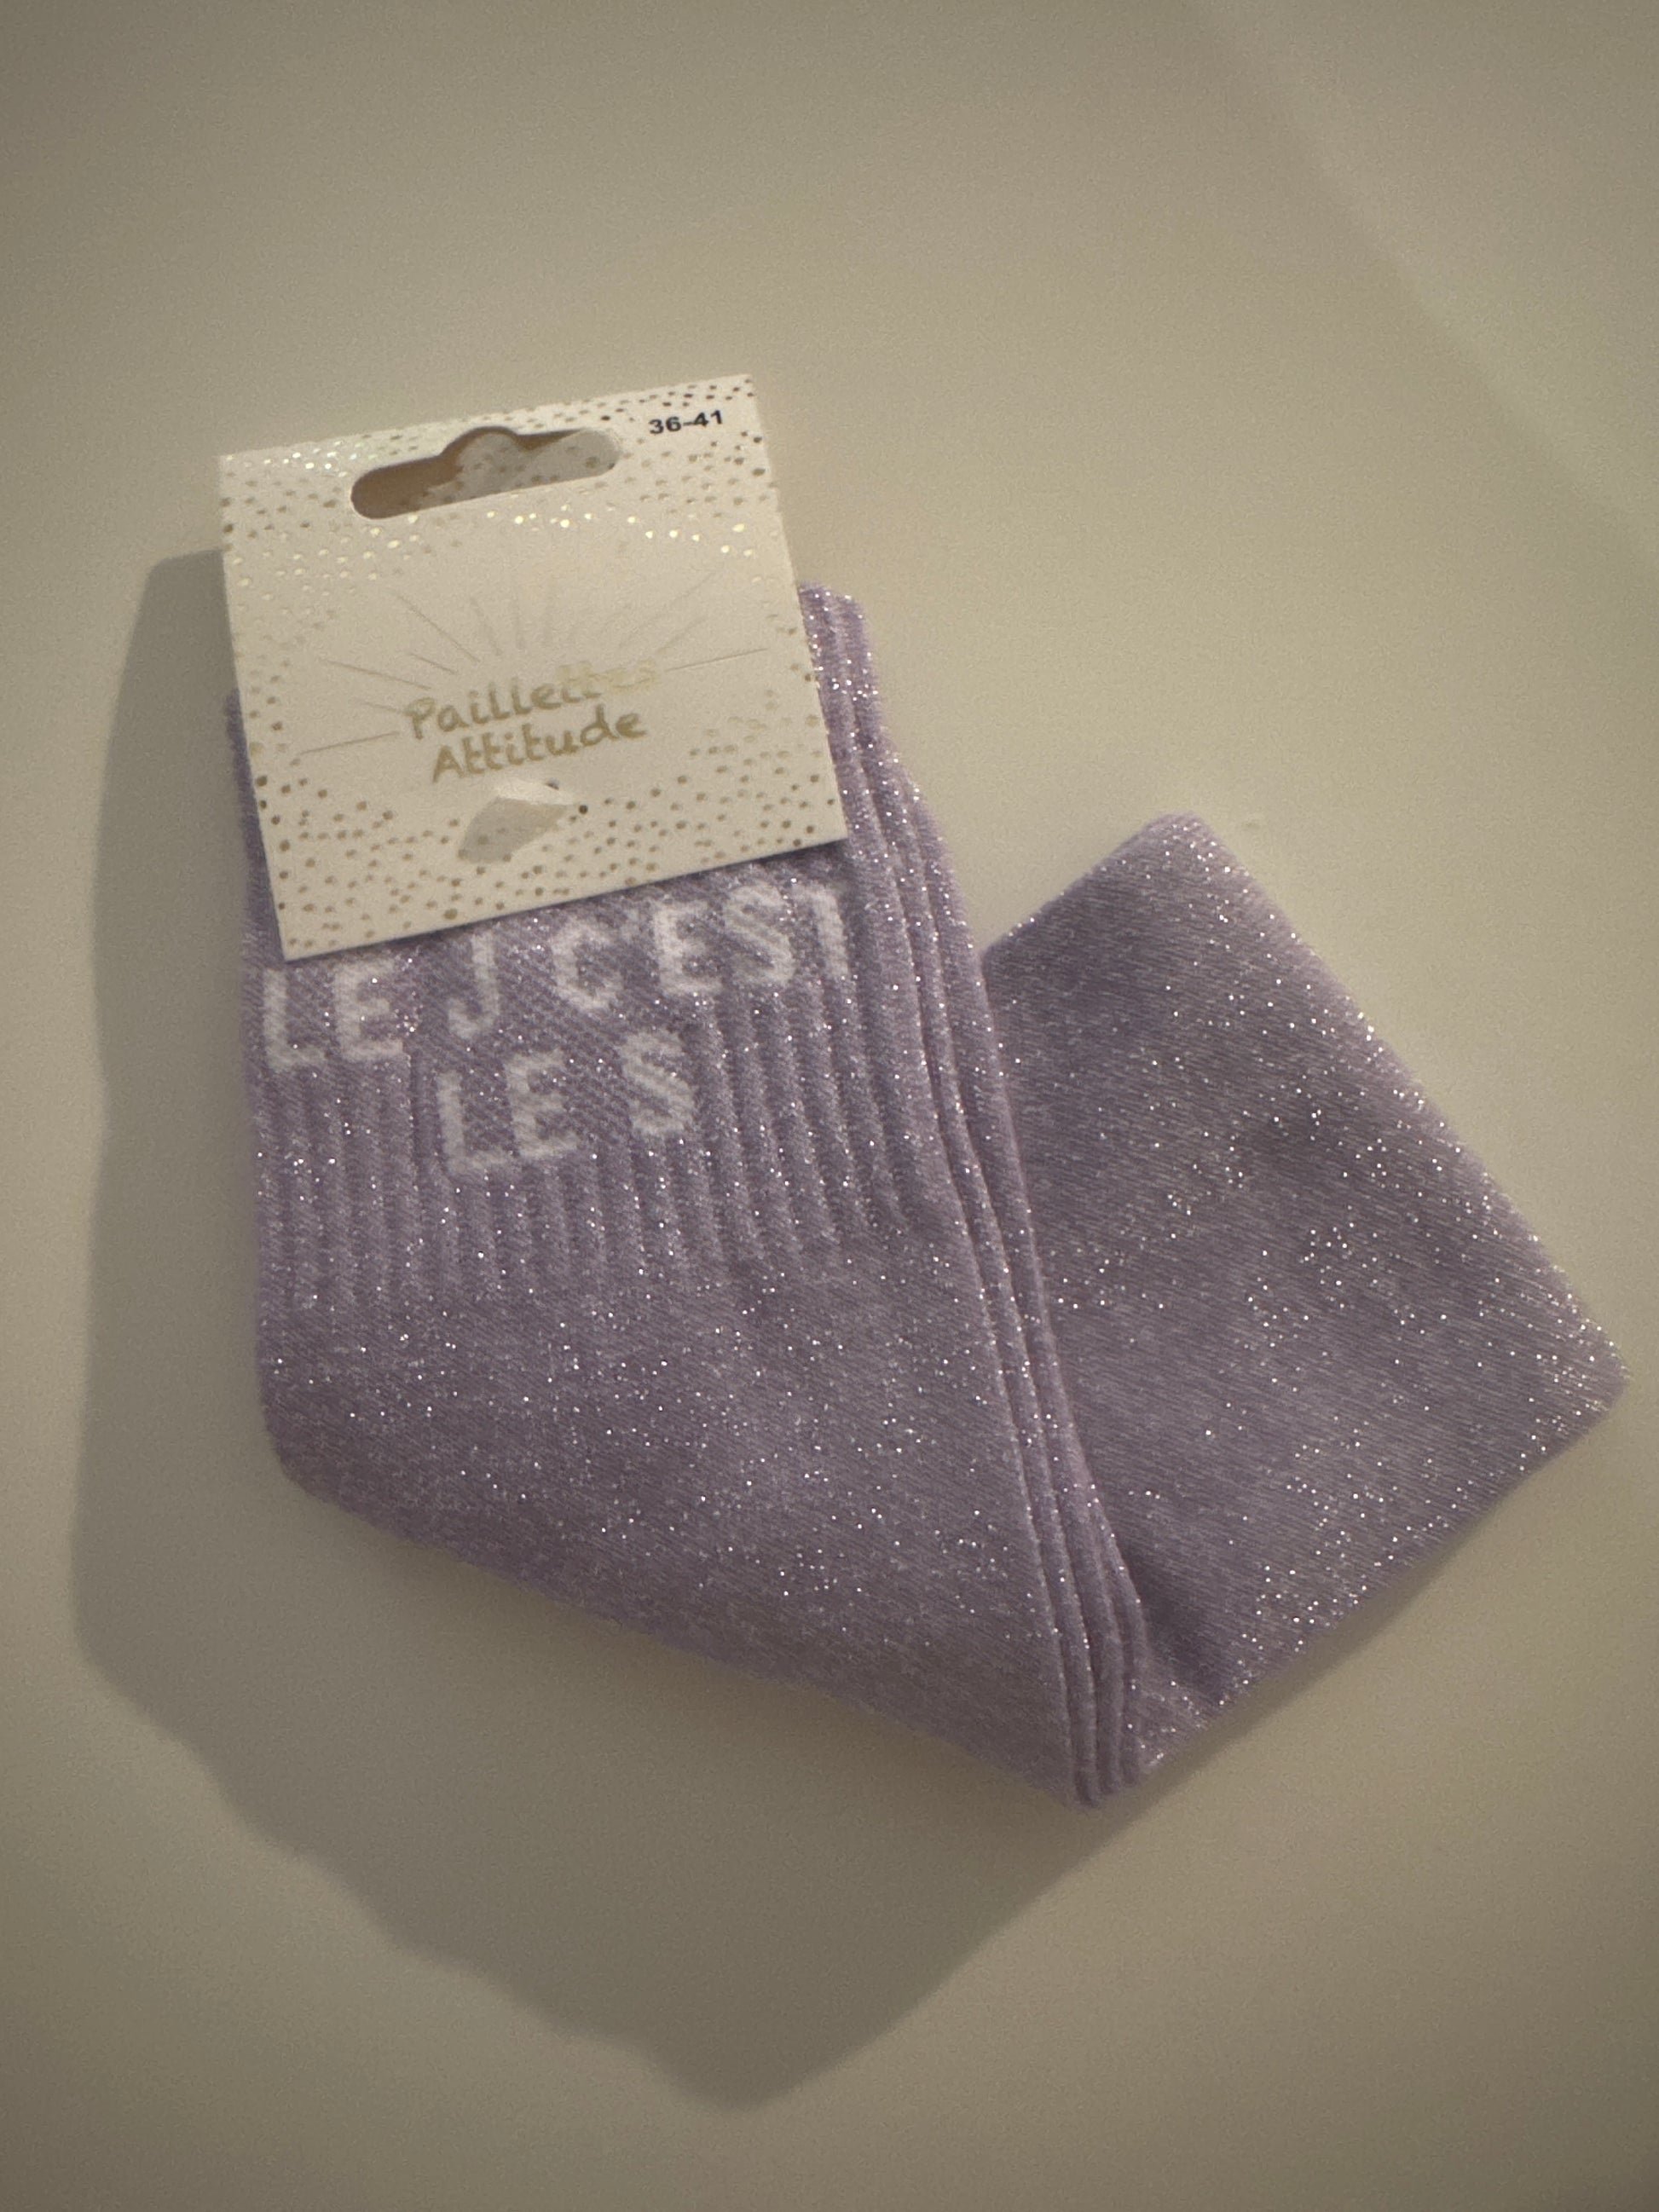 36-41
Paillettes
Attitude
LE J C'EST
LE S